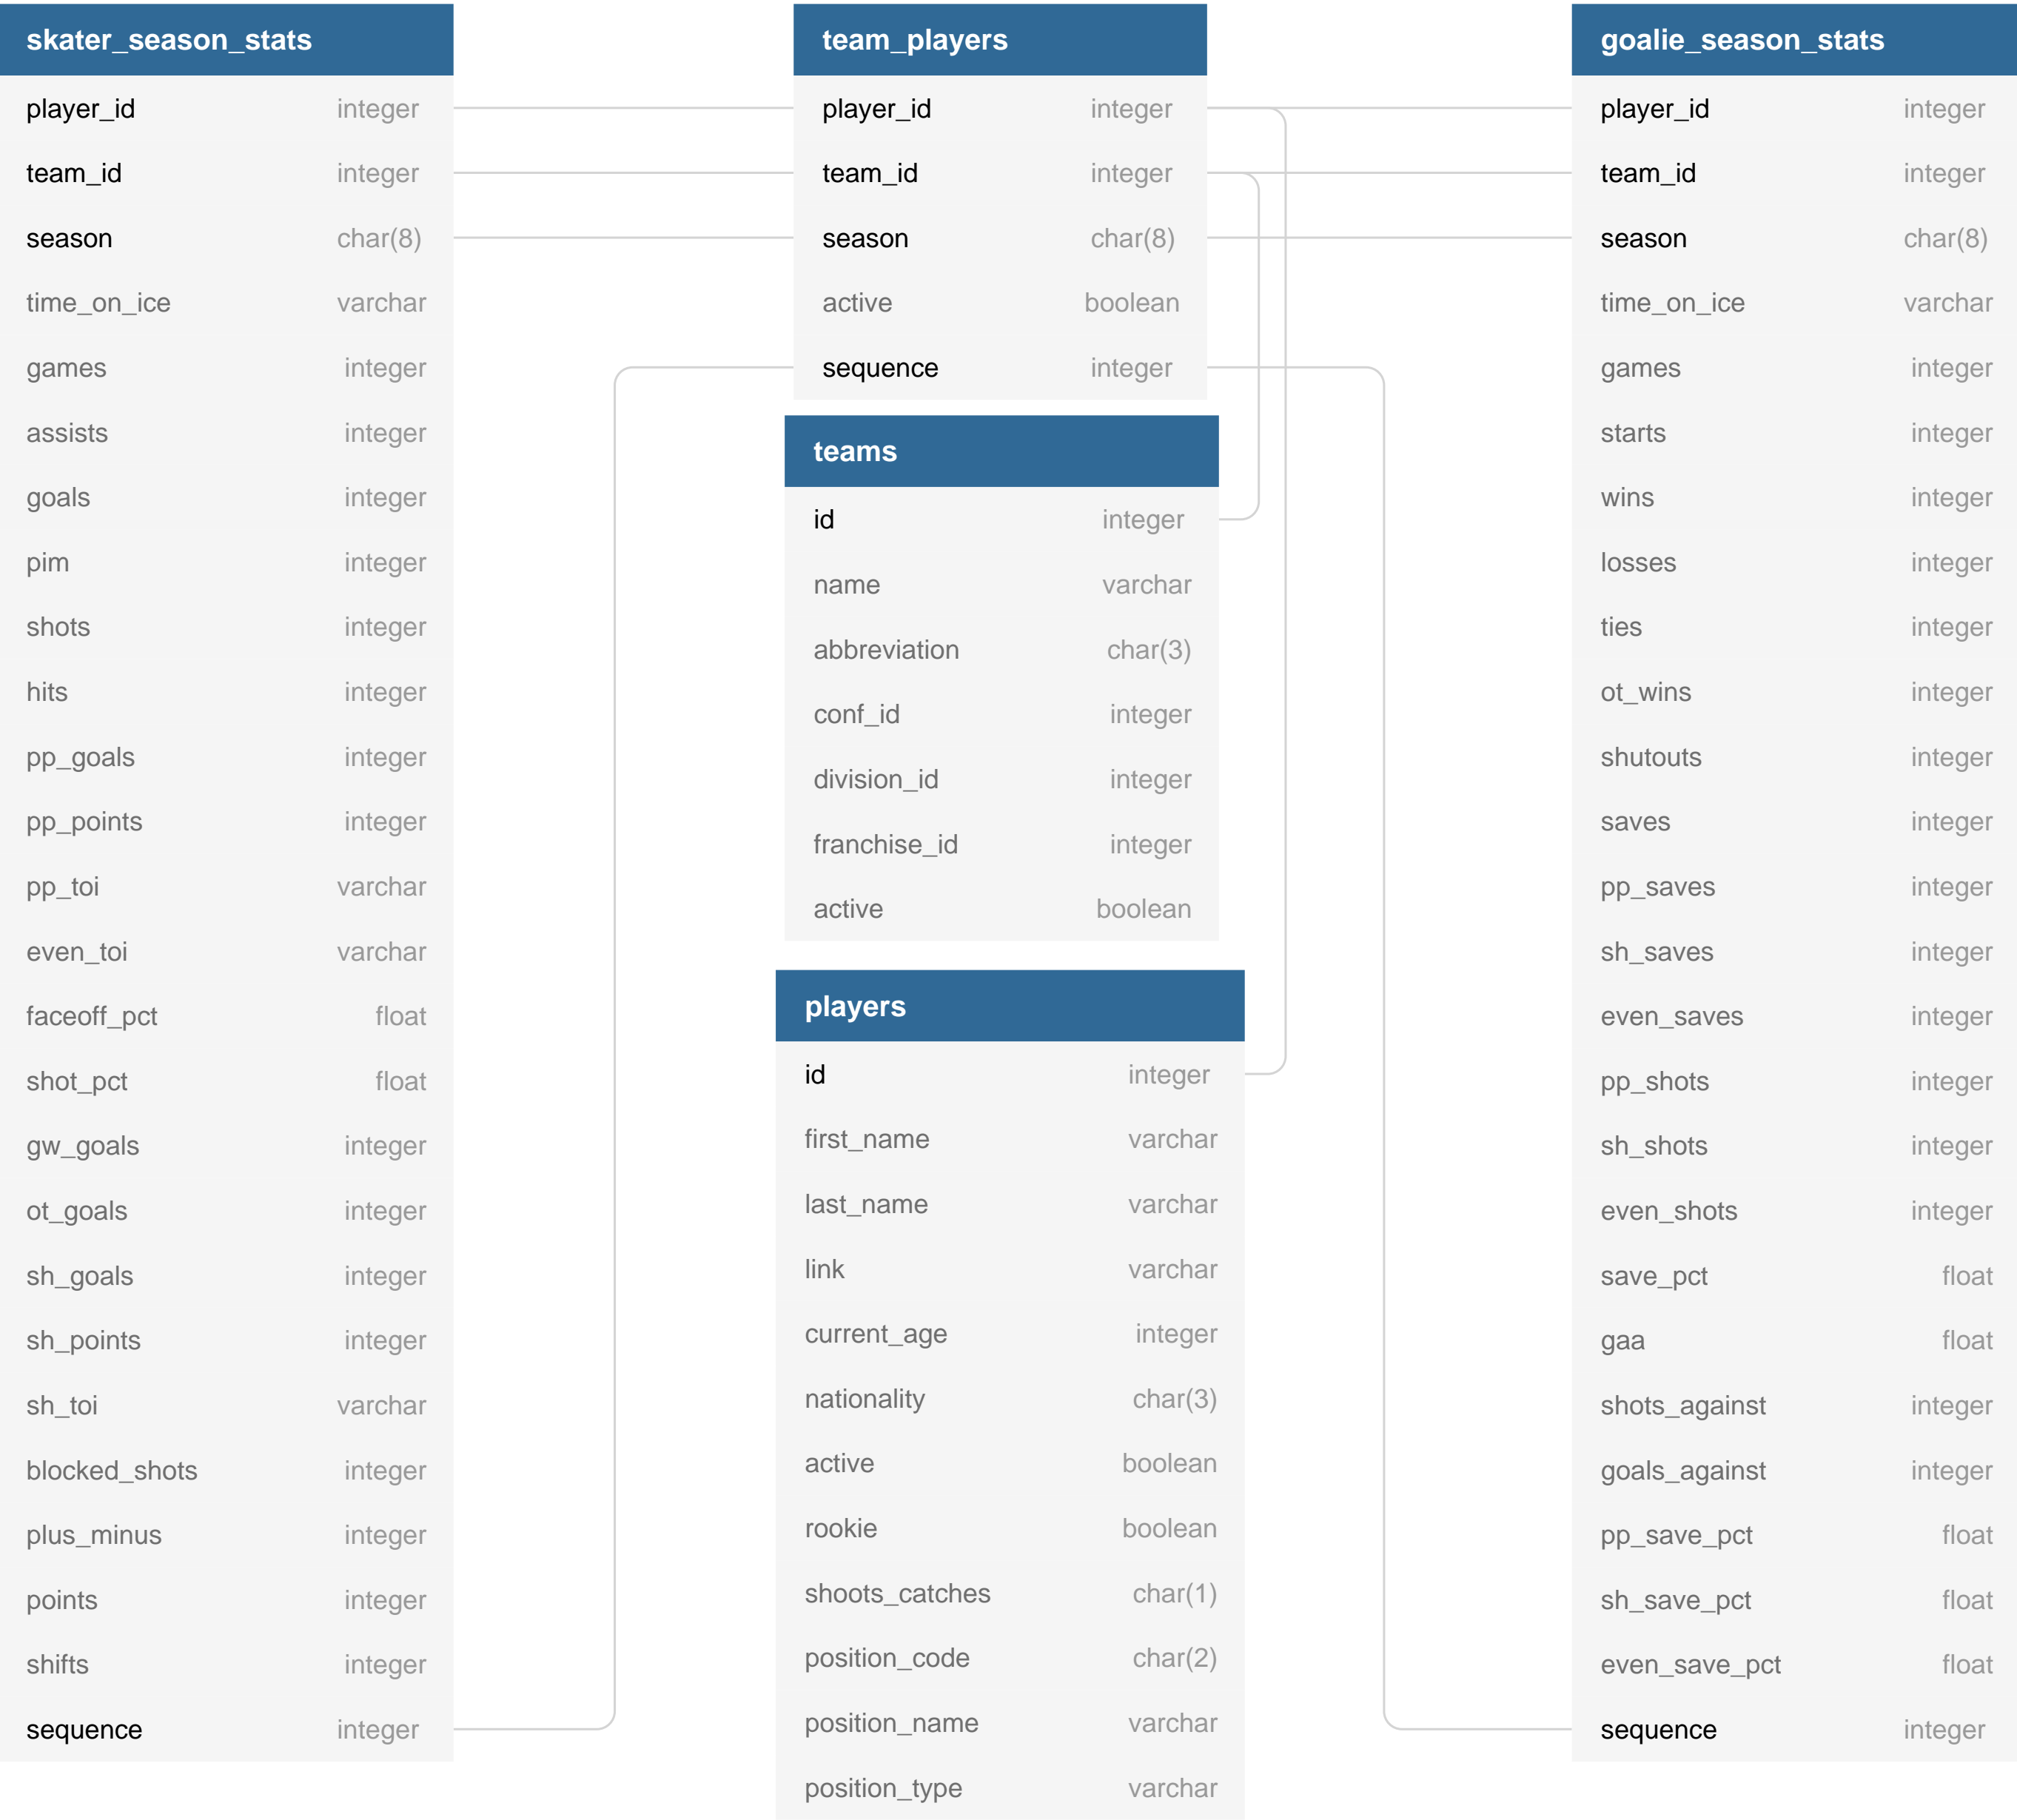 skater_season_stats
player_id integer
team_id integer
season char(8)
time_on_ice varchar
games integer
assists integer
goals integer
pim integer
shots integer
hits integer
pp_goals integer
pp_points integer
pp_toi varchar
even_toi varchar
faceoff_pct float
shot_pct float
gw_goals integer
ot_goals integer
sh_goals integer
sh_points integer
sh_toi varchar
blocked_shots integer
plus_minus integer
points integer
shifts integer
sequence integer
team_players
player_id integer
team_id integer
season char(8)
active boolean
sequence integer
teams
id integer
name varchar
abbreviation char(3)
conf_id integer
division_id integer
franchise_id integer
active boolean
players
id integer
first_name varchar
last_name varchar
link varchar
current_age integer
nationality char(3)
active boolean
rookie boolean
shoots_catches char(1)
position_code char(2)
position_name varchar
position_type varchar
goalie_season_stats
player_id integer
team_id integer
season char(8)
time_on_ice varchar
games integer
starts integer
wins integer
losses integer
ties integer
ot_wins integer
shutouts integer
saves integer
pp_saves integer
sh_saves integer
even_saves integer
pp_shots integer
sh_shots integer
even_shots integer
save_pct float
gaa float
shots_against integer
goals_against integer
pp_save_pct float
sh_save_pct float
even_save_pct float
sequence integer